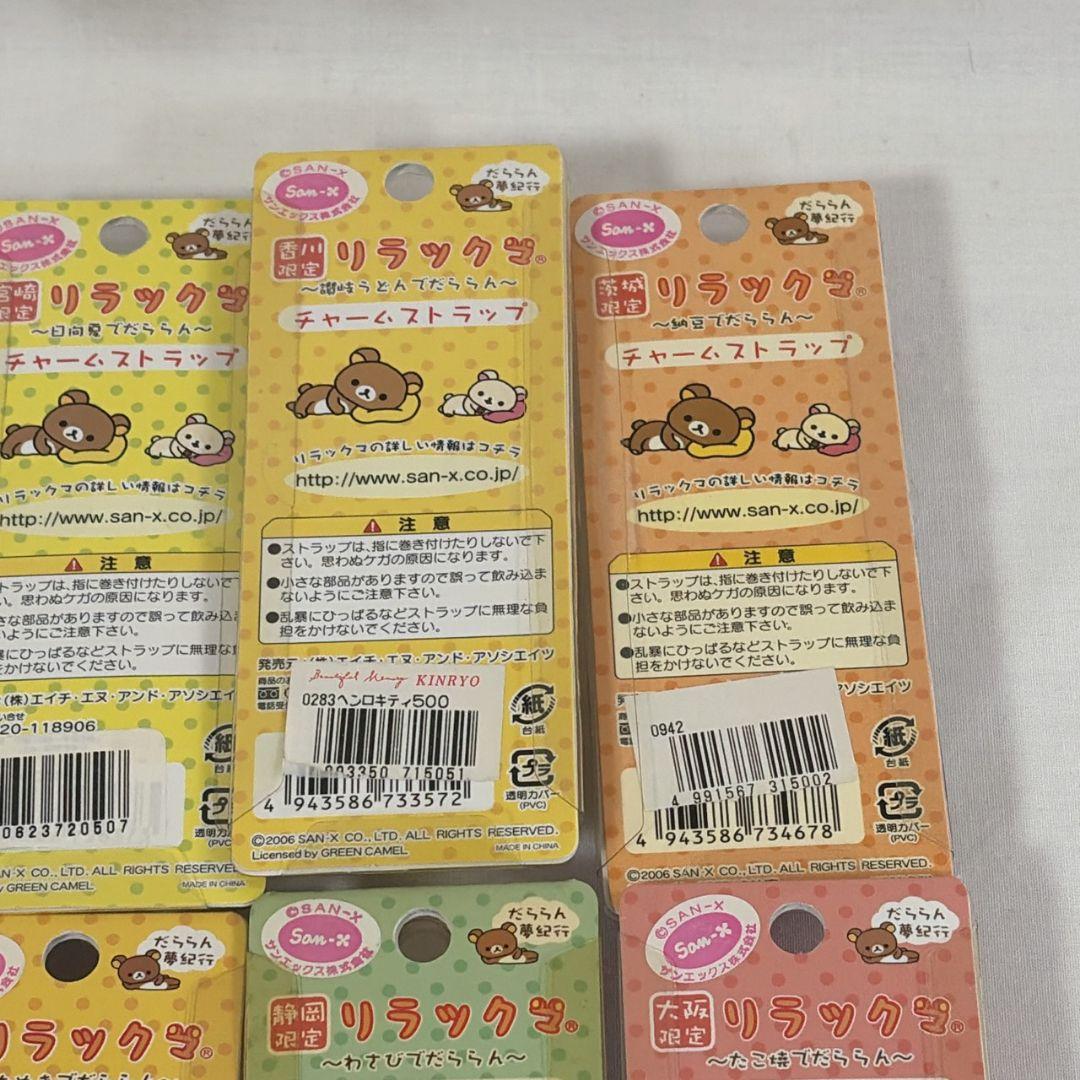 ©SAN-X
San-x
サンエックス株式会社
だららん
夢紀行
宮崎
限定
リラックマ
～日向夏でだららん～
チャームストラップ
リラックマの詳しい情報はコチラ
http://www.san-x.co.jp/
注意
ストラップは、指に巻き付けたりしないで下
さい。思わぬケガの原因になります。
小さな部品がありますので誤って飲み込ま
ないようにご注意下さい。
負担をかけないでください。
(株)エイチ・エヌ・アンド・アソシエイツ
20-118906
0623720507
透明カバー
(PVC)
SAN-X CO., LTD. ALL RIGHTS RESERVED.
by GREEN CAMEL
MADE IN CHINA
©SAN-X
San-x
サンエックス株式会社
だららん
夢紀行
香川
限定
リラックマ®
～讃岐うどんでだららん～
チャームストラップ
リラックマの詳しい情報はコチラ
http://www.san-x.co.jp/
注意
●ストラップは、指に巻き付けたりしないで下
さい。思わぬケガの原因になります。
●小さな部品がありますので誤って飲み込ま
ないようにご注意下さい。
●乱暴にひっぱるなどストラップに無理な負
担をかけないでください。
発売元/(株)エイチ・エヌ・アンド・アソシエイツ
Beautiful Memory KINRYO
0283ヘンロキティ500
003350 715051
4 943586 733572
紙
台紙
プラ
透明カバー
(PVC)
©2006 SAN-X CO., LTD. ALL RIGHTS RESERVED.
Licensed by GREEN CAMEL
MADE IN CHINA
©SAN-X
San-x
サンエックス株式会社
だららん
夢紀行
茨城
限定
リラックマ®
～納豆でだららん～
チャームストラップ
リラックマの詳しい情報はコチラ
http://www.san-x.co.jp/
注意
●ストラップは、指に巻き付けたりしないで下
さい。思わぬケガの原因になります。
●小さな部品がありますので誤って飲み込ま
ないようにご注意下さい。
●乱暴にひっぱるなどストラップに無理な負
担をかけないでください。
アソシエイツ
0942
4 991567 315002
4 943586 734678
紙
台紙
プラ
透明カバー
(PVC)
©2006 SAN-X CO., LTD. ALL RIGHTS RESERVED.
だららん
夢紀行
©SAN-X
San-x
サンエックス株式会社
だららん
夢紀行
静岡
限定
リラックマ®
～わさびでだららん～
©SAN-X
San-x
サンエックス株式会社
だららん
夢紀行
大阪
限定
リラックマ®
～たこ焼でだららん～